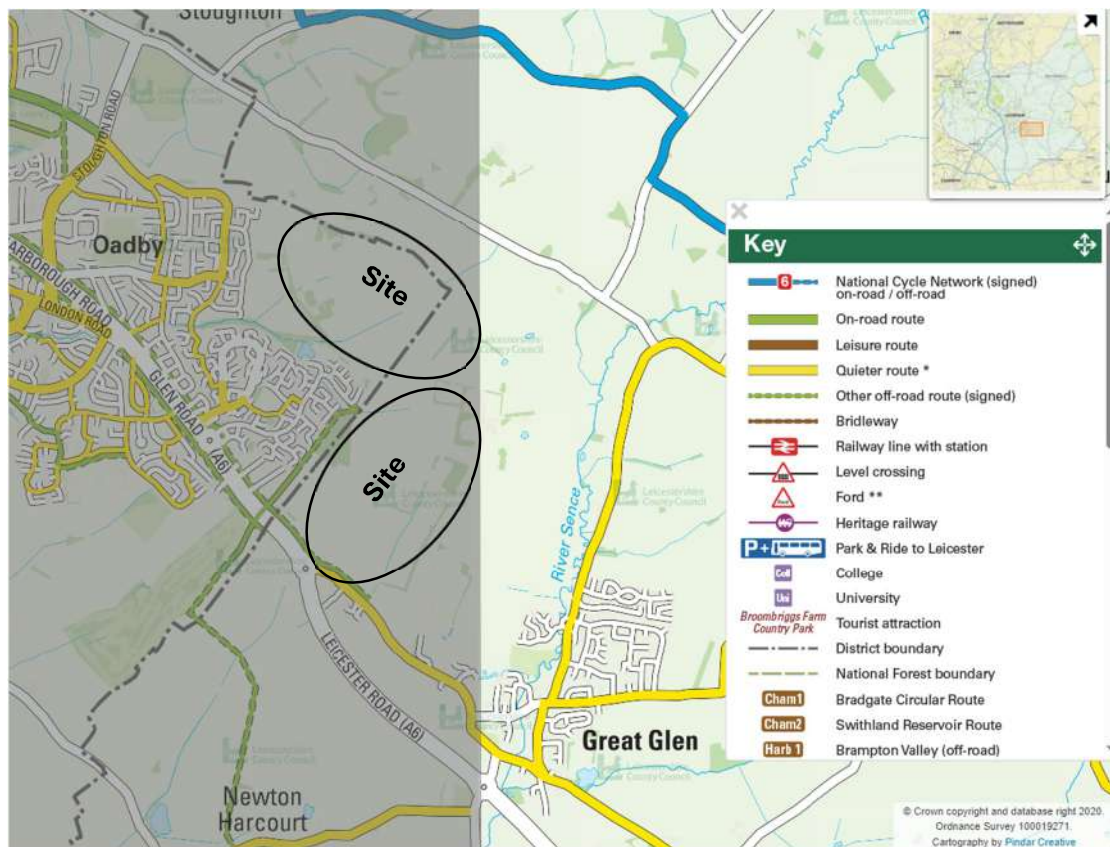 Stoughton
STOUGHTON ROAD
Oadby
ARBOROUGH ROAD
LONDON ROAD
GLEN ROAD
(A6)
Site
Site
Leicestershire
County Council
River Sence
LEICESTER ROAD (A6)
Great Glen
Newton
Harcourt
Key
6
National Cycle Network (signed)
on-road / off-road
On-road route
Leisure route
Quieter route *
Other off-road route (signed)
Bridleway
Railway line with station
Level crossing
Ford **
Heritage railway
P+ Park & Ride to Leicester
Coll College
Uni University
Broombriggs Farm
Country Park
Tourist attraction
District boundary
National Forest boundary
Cham1 Bradgate Circular Route
Cham2 Swithland Reservoir Route
Harb 1 Brampton Valley (off-road)
© Crown copyright and database right 2020.
Ordnance Survey 100019271.
Cartography by Pindar Creative